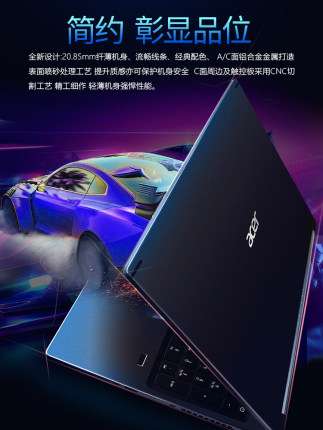 简约 彰显品位
全新设计:20.85mm纤薄机身、流畅线条、经典配色、 A/C面铝合金金属打造
表面喷砂处理工艺 提升质感亦可保护机身安全  C面周边及触控板采用CNC切
割工艺 精工细作 轻薄机身强悍性能。
acer